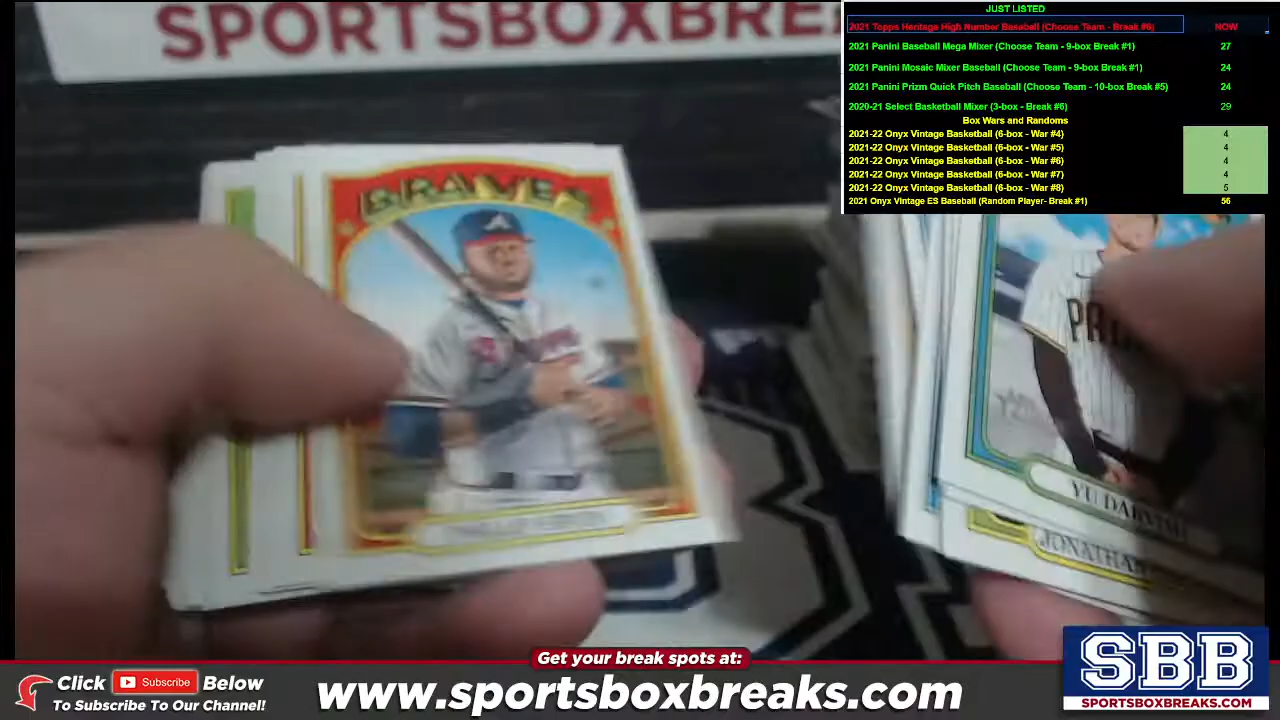 SPORTSBOXBREA
JUST LISTED
2021 Topps Heritage High Number Baseball (Choose Team - Break #6) NOW
2021 Panini Baseball Mega Mixer (Choose Team - 9-box Break #1) 27
2021 Panini Mosaic Mixer Baseball (Choose Team - 9-box Break #1) 24
2021 Panini Prizm Quick Pitch Baseball (Choose Team - 10-box Break #5) 24
2020-21 Select Basketball Mixer (3-box - Break #6) 29
Box Wars and Randoms
2021-22 Onyx Vintage Basketball (6-box - War #4) 4
2021-22 Onyx Vintage Basketball (6-box - War #5) 4
2021-22 Onyx Vintage Basketball (6-box - War #6) 4
2021-22 Onyx Vintage Basketball (6-box - War #7) 4
2021-22 Onyx Vintage Basketball (6-box - War #8) 5
2021 Onyx Vintage ES Baseball (Random Player- Break #1) 56
BRAVES
A
YU DARVISH
JONATHAN
Get your break spots at:
Click Subscribe Below
To Subscribe To Our Channel!
www.sportsboxbreaks.com
SBB
SPORTSBOXBREAKS.COM